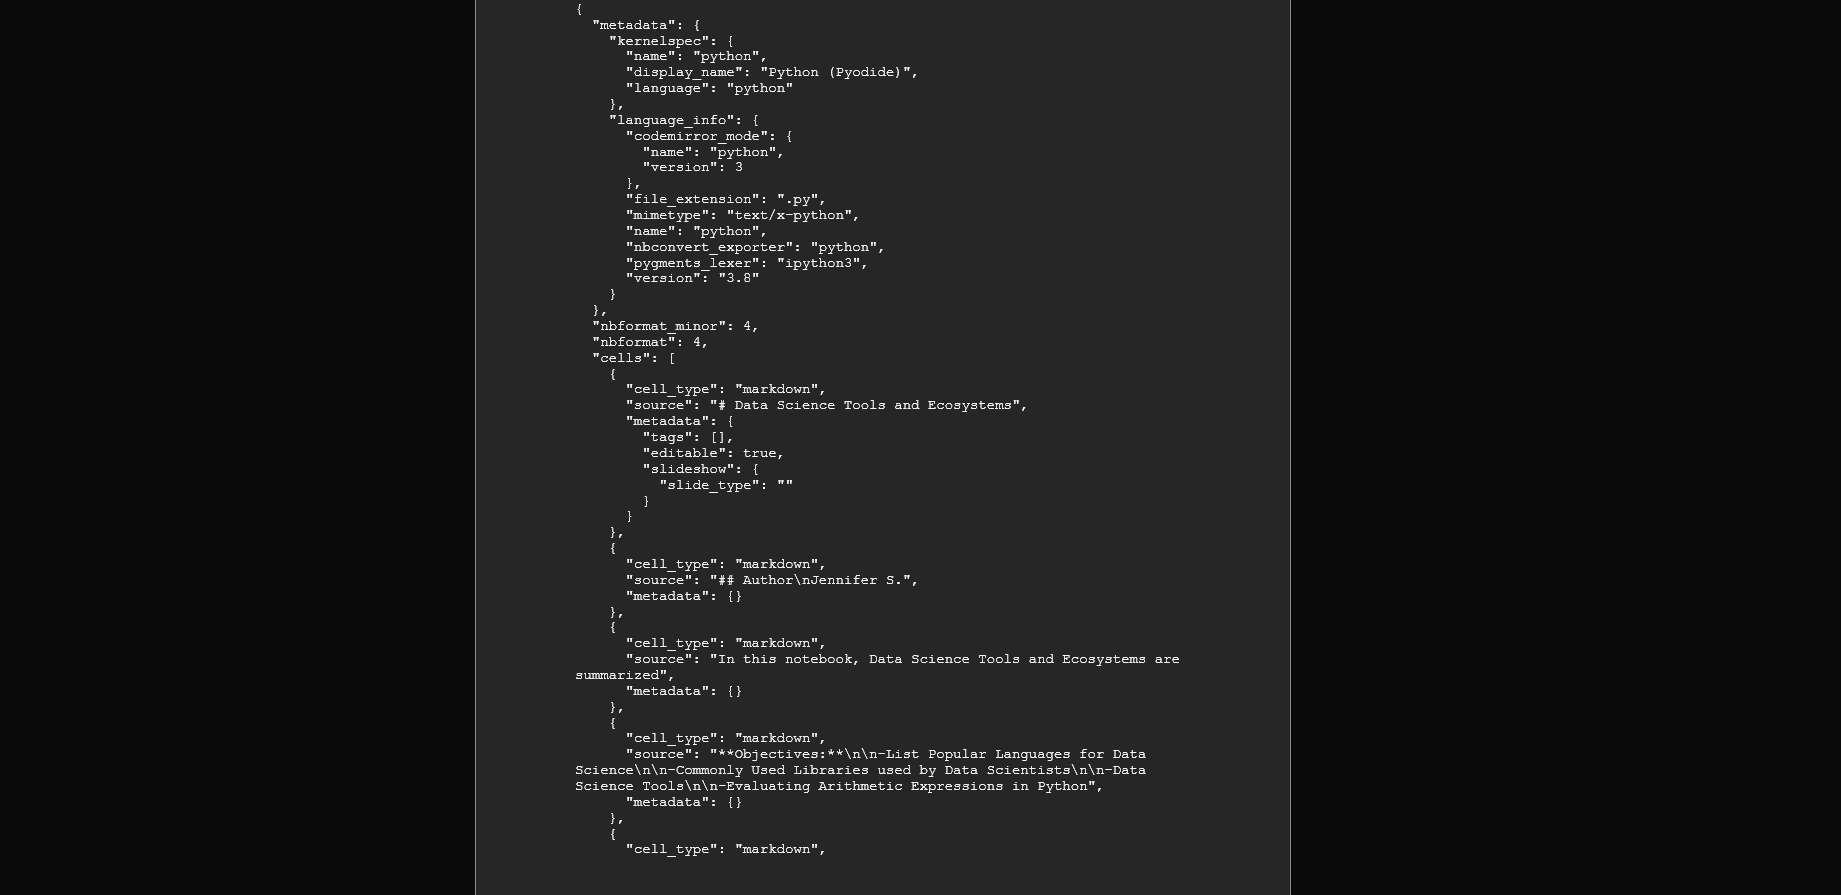 {
  "metadata": {
    "kernelspec": {
      "name": "python",
      "display_name": "Python (Pyodide)",
      "language": "python"
    },
    "language_info": {
      "codemirror_mode": {
        "name": "python",
        "version": 3
      },
      "file_extension": ".py",
      "mimetype": "text/x-python",
      "name": "python",
      "nbconvert_exporter": "python",
      "pygments_lexer": "ipython3",
      "version": "3.8"
    }
  },
  "nbformat_minor": 4,
  "nbformat": 4,
  "cells": [
    {
      "cell_type": "markdown",
      "source": "# Data Science Tools and Ecosystems",
      "metadata": {
        "tags": [],
        "editable": true,
        "slideshow": {
          "slide_type": ""
        }
      }
    },
    {
      "cell_type": "markdown",
      "source": "## Author\nJennifer S.",
      "metadata": {}
    },
    {
      "cell_type": "markdown",
      "source": "In this notebook, Data Science Tools and Ecosystems are
summarized",
      "metadata": {}
    },
    {
      "cell_type": "markdown",
      "source": "**Objectives:**\n\n-List Popular Languages for Data
Science\n\n-Commonly Used Libraries used by Data Scientists\n\n-Data
Science Tools\n\n-Evaluating Arithmetic Expressions in Python",
      "metadata": {}
    },
    {
      "cell_type": "markdown",